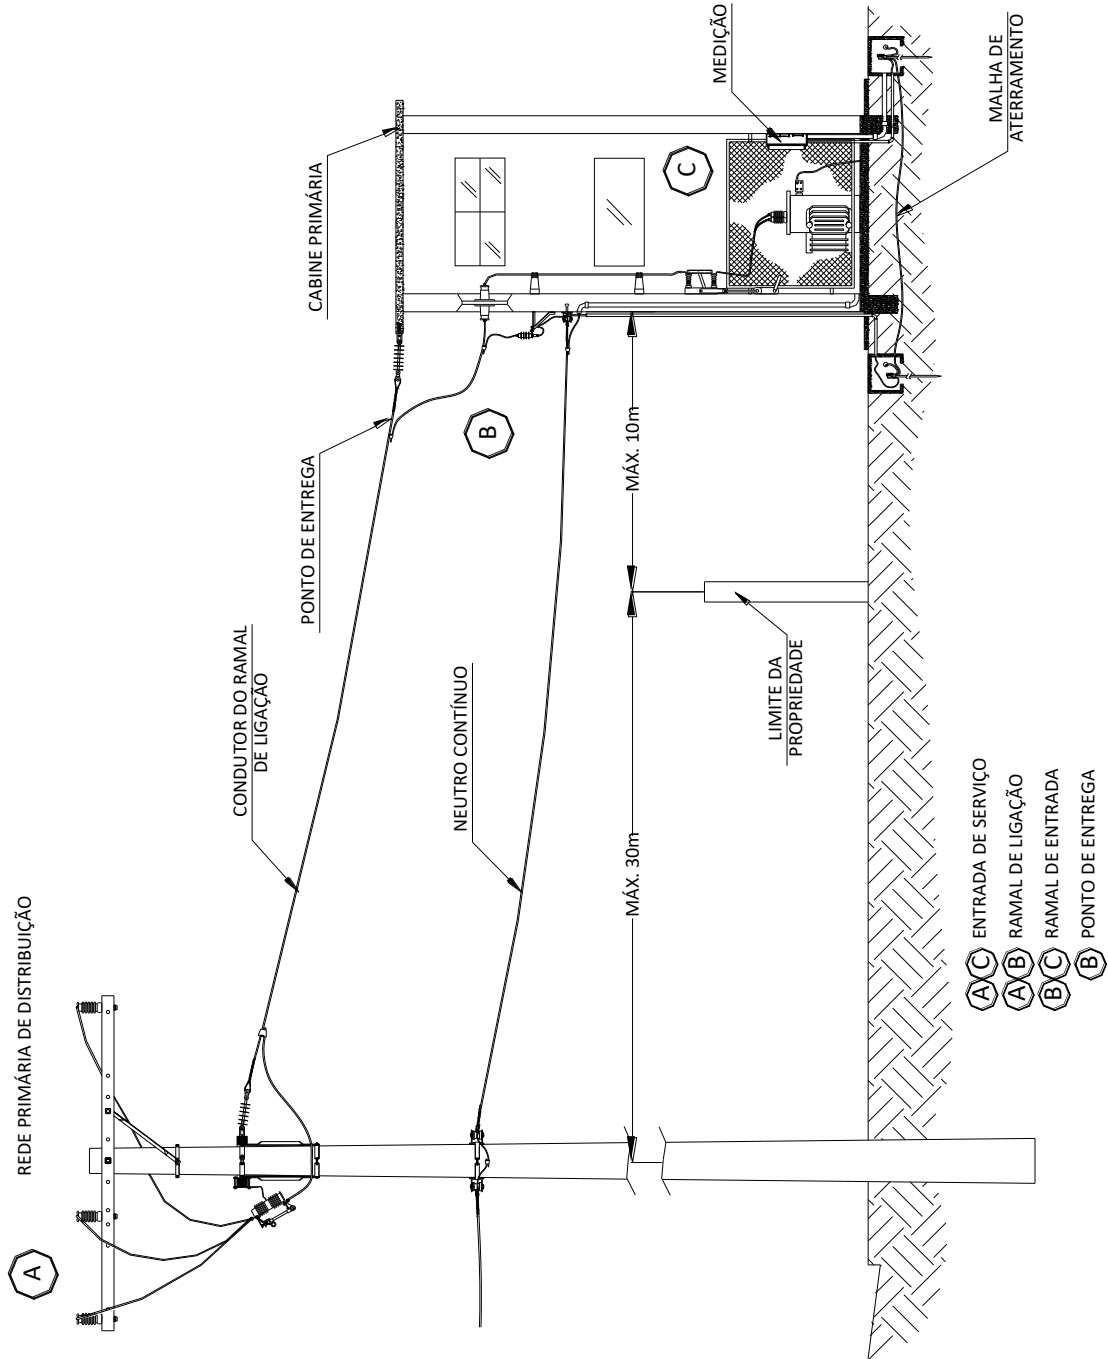 REDE PRIMÁRIA DE DISTRIBUIÇÃO
A
CONDUTOR DO RAMAL
DE LIGAÇÃO
PONTO DE ENTREGA
CABINE PRIMÁRIA
B
NEUTRO CONTÍNUO
C
MEDIÇÃO
MÁX. 30m
MÁX. 10m
LIMITE DA
PROPRIEDADE
MALHA DE
ATERRAMENTO
A C ENTRADA DE SERVIÇO
A B RAMAL DE LIGAÇÃO
B C RAMAL DE ENTRADA
B PONTO DE ENTREGA